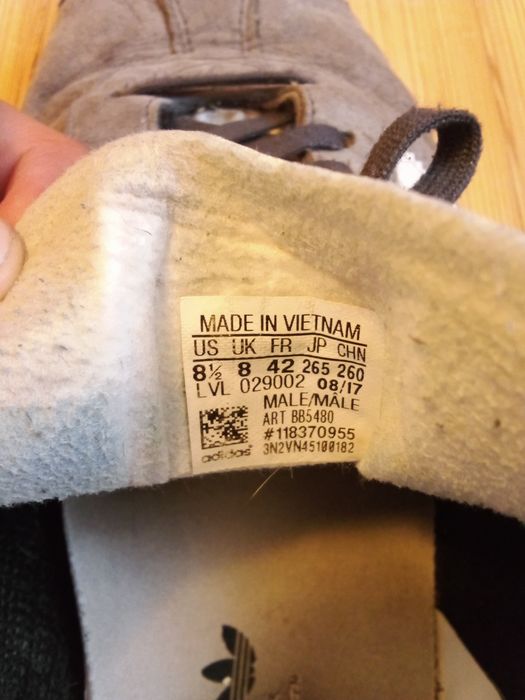 MADE IN VIETNAM
US UK FR JP CHN
8½ 8 42 265 260
LVL 029002 08/17
MALE/MÂLE
ART BB5480
#118370955
3N2VN45100182
adidas